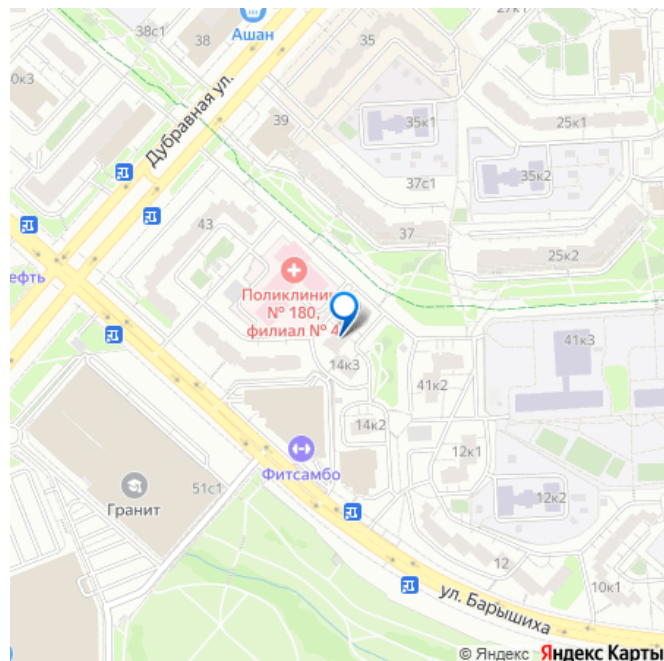 27к1
38с1
38
Ашан
35
0к3
Дубравная ул.
39
35к1
25к1
35к2
37с1
43
37
25к2
ефть
Поликлини
№ 180,
филиал № 4
14к3
41к3
41к2
14к2
12к1
Фитсамбо
51с1
Гранит
12к2
12
10к1
ул. Барышиха
© Яндекс Яндекс Карты